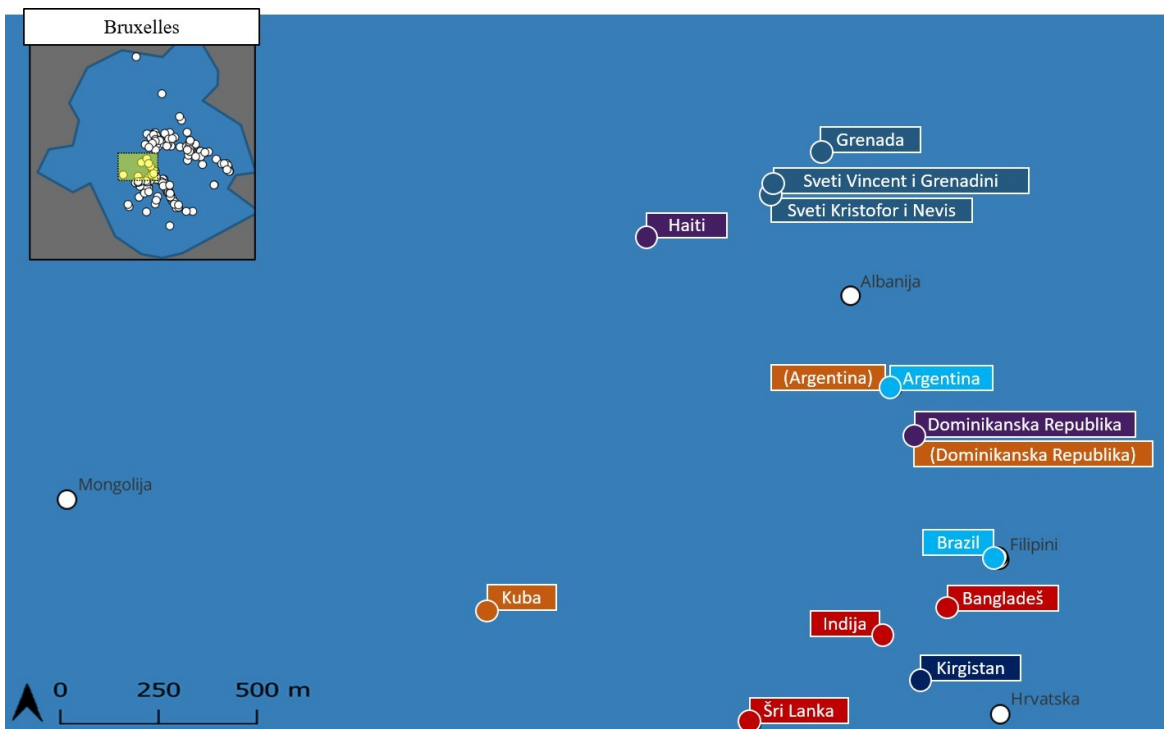 Bruxelles
Grenada
Sveti Vincent i Grenadini
Sveti Kristofor i Nevis
Haiti
Albanija
(Argentina) Argentina
Dominikanska Republika
(Dominikanska Republika)
Mongolija
Brazil Filipini
Kuba
Bangladeš
Indija
Kirgistan
0 250 500 m
Hrvatska
Šri Lanka